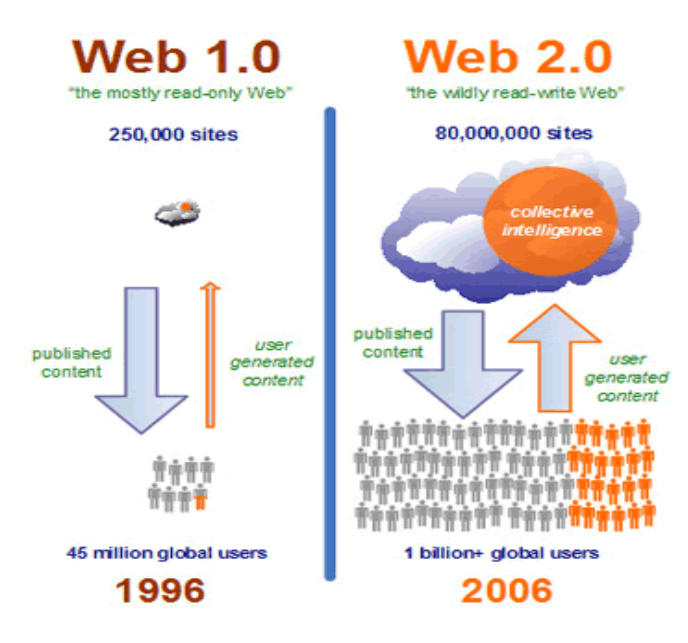 Web 1.0
"the mostly read-only Web"
250,000 sites
published
content
user
generated
content
45 million global users
1996
Web 2.0
"the wildly read-write Web"
80,000,000 sites
collective
intelligence
published
content
user
generated
content
1 billion+ global users
2006